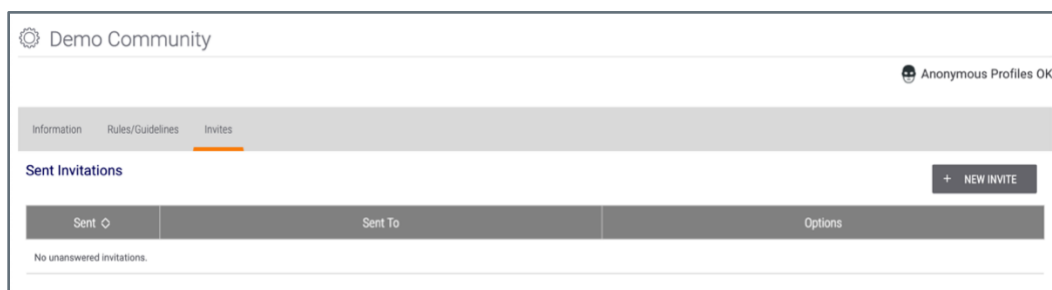 Demo Community
Anonymous Profiles OK
Information Rules/Guidelines Invites
Sent Invitations
+ NEW INVITE
Sent Sent To Options
No unanswered invitations.